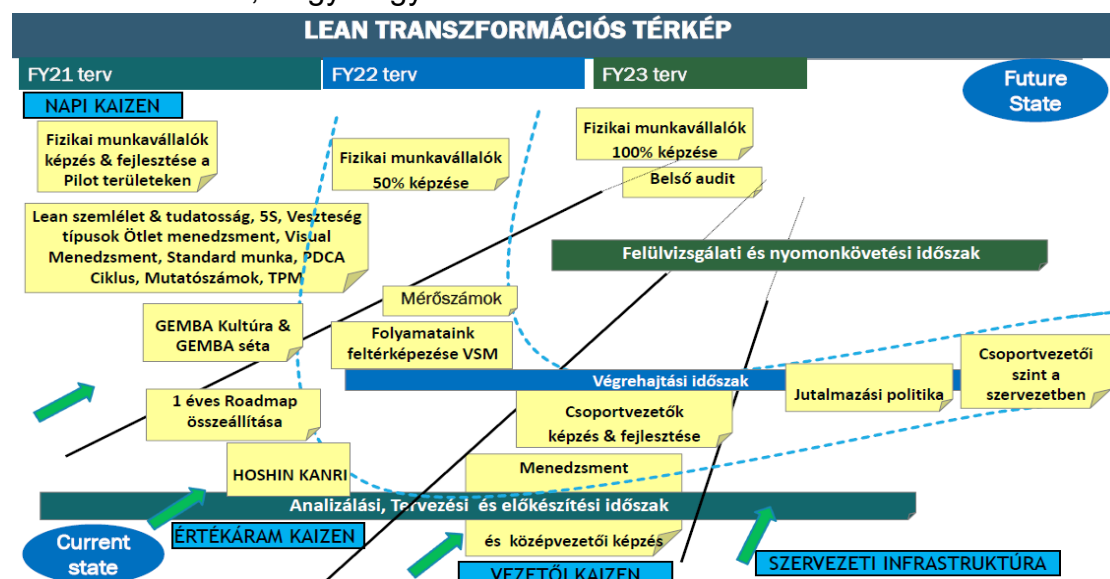 LEAN TRANSZFORMÁCIÓS TÉRKÉP
FY21 terv
FY22 terv
FY23 terv
Future
State
NAPI KAIZEN
Fizikai munkavállalók
képzés & fejlesztése a
Pilot területeken
Fizikai munkavállalók
50% képzése
Fizikai munkavállalók
100% képzése
Belső audit
Lean szemlélet & tudatosság, 5S, Veszteség
típusok Ötlet menedzsment, Visual
Menedzsment, Standard munka, PDCA
Ciklus, Mutatószámok, TPM
Felülvizsgálati és nyomonkövetési időszak
Mérőszámok
GEMBA Kultúra &
GEMBA séta
Folyamataink
feltérképezése VSM
Végrehajtási időszak
Jutalmazási politika
Csoportvezetői
szint a
szervezetben
1 éves Roadmap
összeállítása
Csoportvezetők
képzés & fejlesztése
HOSHIN KANRI
Menedzsment
Analizálási, Tervezési és előkészítési időszak
és középvezetői képzés
Current
state
ÉRTÉKÁRAM KAIZEN
VEZETŐI KAIZEN
SZERVEZETI INFRASTRUKTÚRA